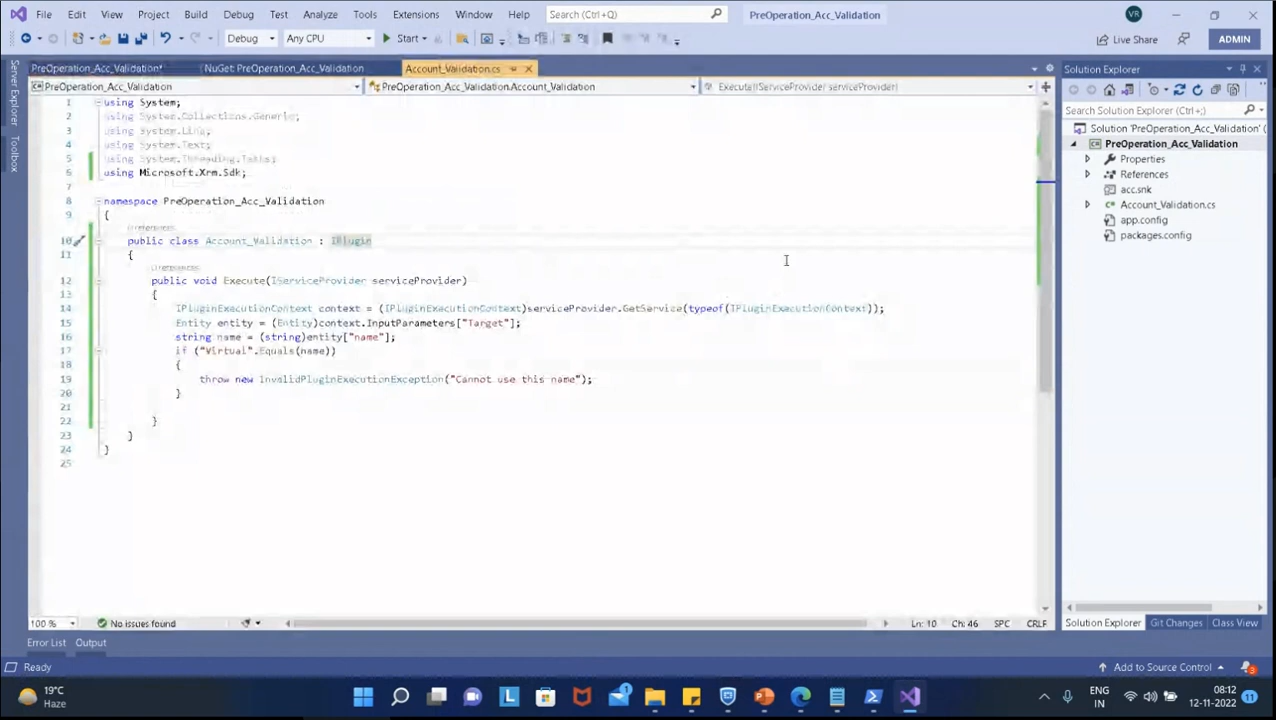 File Edit View Project Build Debug Test Analyze Tools Extensions Window Help Search (Ctrl+Q) PreOperation_Acc_Validation VR
Debug Any CPU Start Live Share ADMIN
Server Explorer
Toolbox
PreOperation_Acc_Validation* NuGet: PreOperation_Acc_Validation Account_Validation.cs
PreOperation_Acc_Validation PreOperation_Acc_Validation.Account_Validation Execute(IServiceProvider serviceProvider)
1 using System;
2 using System.Collections.Generic;
3 using System.Linq;
4 using System.Text;
5 using System.Threading.Tasks;
6 using Microsoft.Xrm.Sdk;
7
8 namespace PreOperation_Acc_Validation
9 {
10 public class Account_Validation : IPlugin
11 {
12 public void Execute(IServiceProvider serviceProvider)
13 {
14 IPluginExecutionContext context = (IPluginExecutionContext)serviceProvider.GetService(typeof(IPluginExecutionContext));
15 Entity entity = (Entity)context.InputParameters["Target"];
16 string name = (string)entity["name"];
17 if ("Virtual".Equals(name))
18 {
19 throw new InvalidPluginExecutionException("Cannot use this name");
20 }
21
22 }
23 }
24 }
25
100 % No issues found Ln: 10 Ch: 46 SPC CRLF
Solution Explorer
Search Solution Explorer (Ctrl+;)
Solution 'PreOperation_Acc_Validation' (
PreOperation_Acc_Validation
Properties
References
acc.snk
Account_Validation.cs
app.config
packages.config
Solution Explorer Git Changes Class View
Error List Output
Ready Add to Source Control 3
19°C
Haze
L
1
ENG
IN
08:12
12-11-2022
11